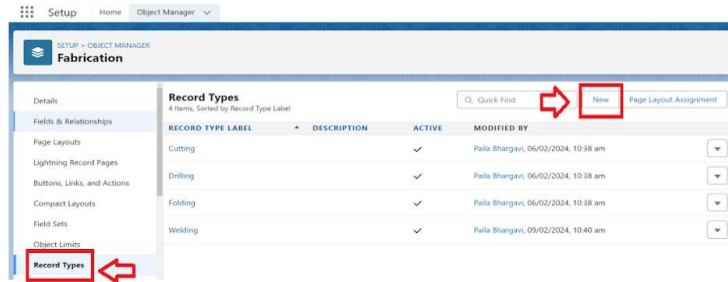 Setup Home Object Manager
SETUP > OBJECT MANAGER
Fabrication
Details
Fields & Relationships
Page Layouts
Lightning Record Pages
Buttons, Links, and Actions
Compact Layouts
Field Sets
Object Limits
Record Types
Record Types
4 Items, Sorted by Record Type Label
Quick Find New Page Layout Assignment
RECORD TYPE LABEL DESCRIPTION ACTIVE MODIFIED BY
Cutting Paila Bhargavi, 06/02/2024, 10:38 am
Drilling Paila Bhargavi, 06/02/2024, 10:38 am
Folding Paila Bhargavi, 06/02/2024, 10:38 am
Welding Paila Bhargavi, 09/02/2024, 10:40 am